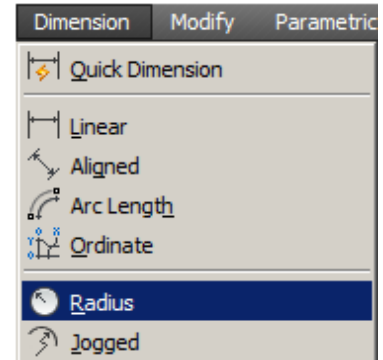 Dimension Modify Parametric
Quick Dimension
Linear
Aligned
Arc Length
Ordinate
Radius
Jogged